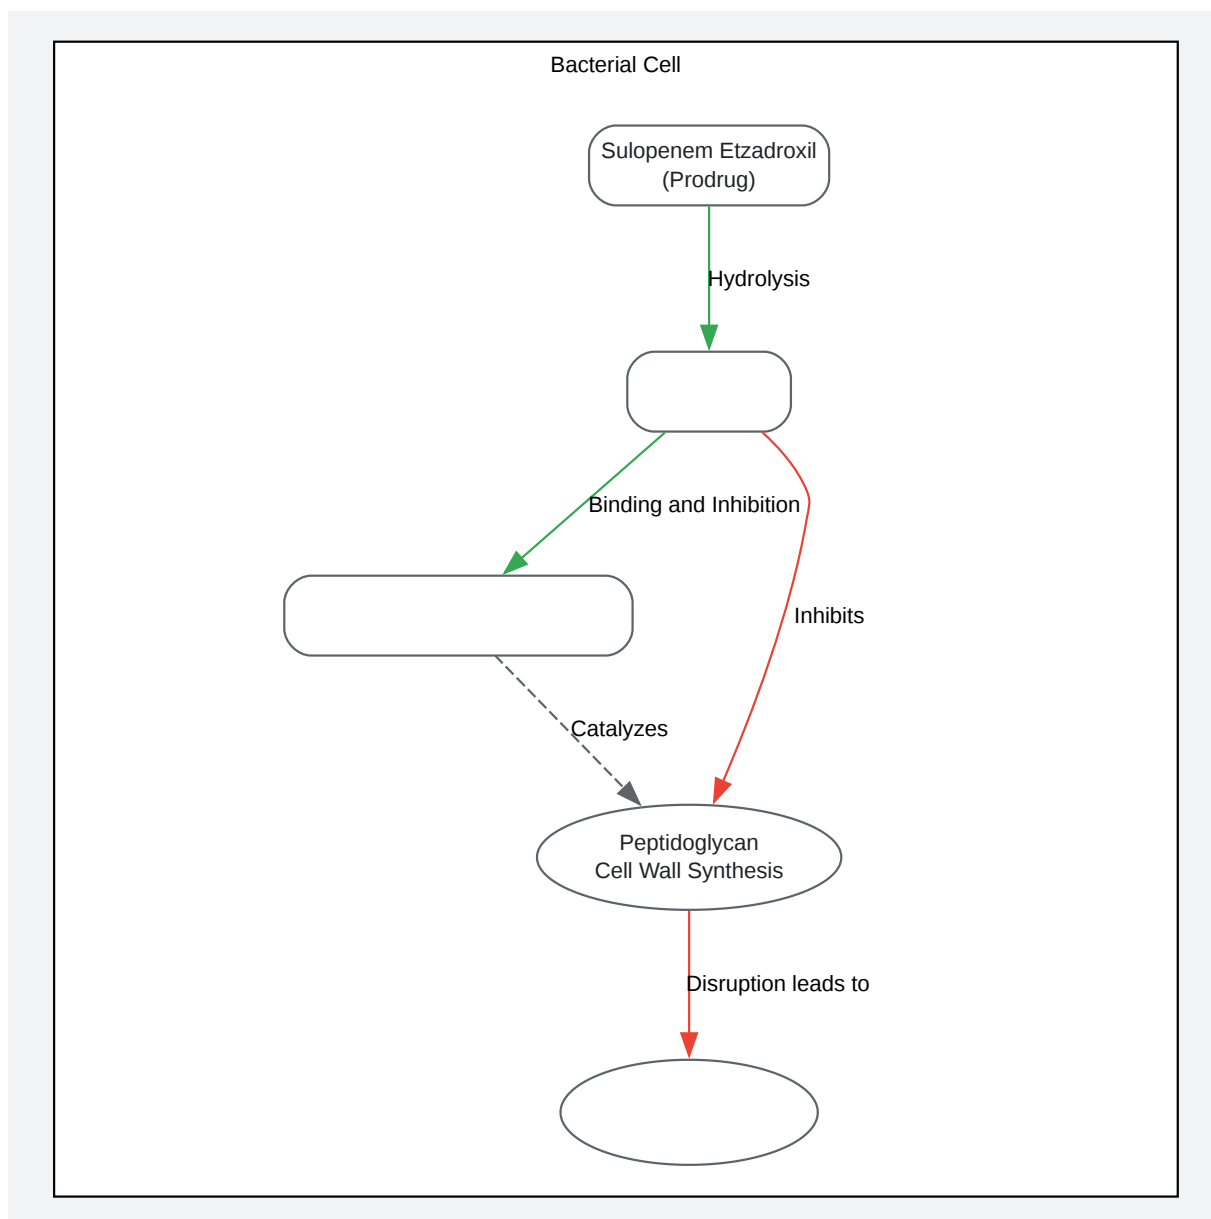 Bacterial Cell
Sulopenem Etzadroxil
(Prodrug)
Hydrolysis
Binding and Inhibition
Inhibits
Catalyzes
Peptidoglycan
Cell Wall Synthesis
Disruption leads to